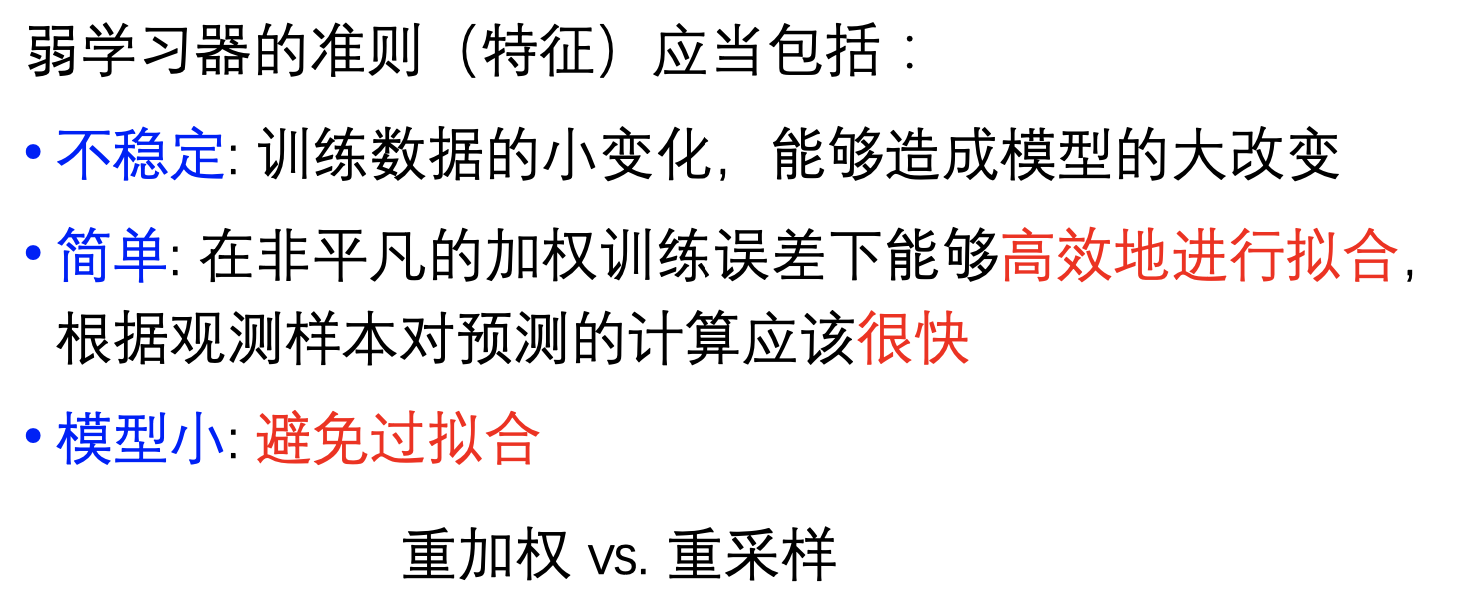 弱学习器的准则（特征）应当包括：
• 不稳定: 训练数据的小变化，能够造成模型的大改变
• 简单: 在非平凡的加权训练误差下能够高效地进行拟合,
根据观测样本对预测的计算应该很快
• 模型小: 避免过拟合
重加权 vs. 重采样